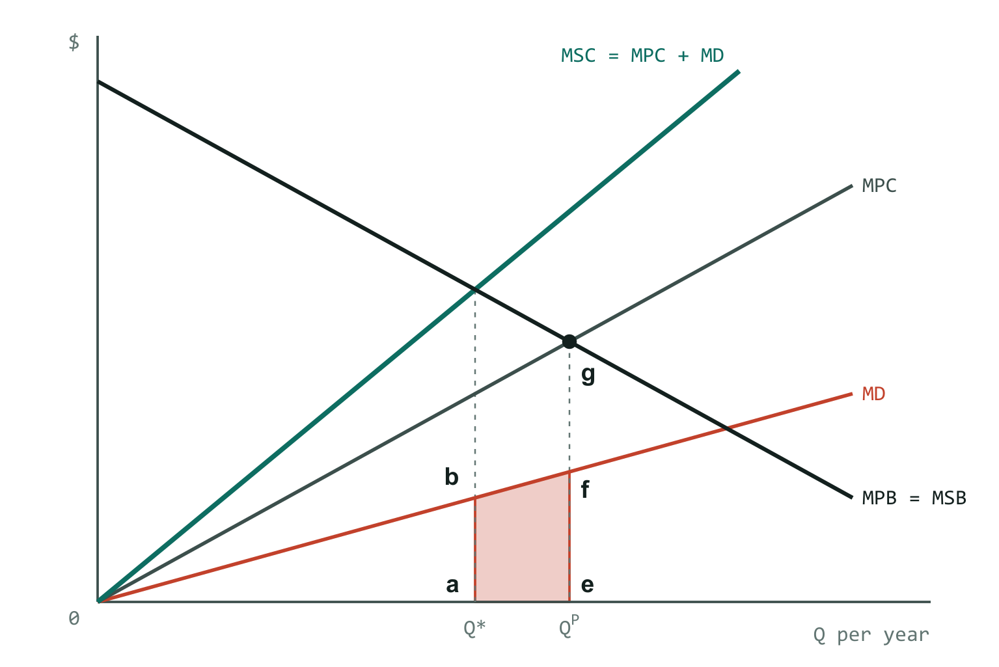 $
MSC = MPC + MD
MPC
g
MD
b
f
MPB = MSB
a
e
0
Q*
Qᴾ
Q per year